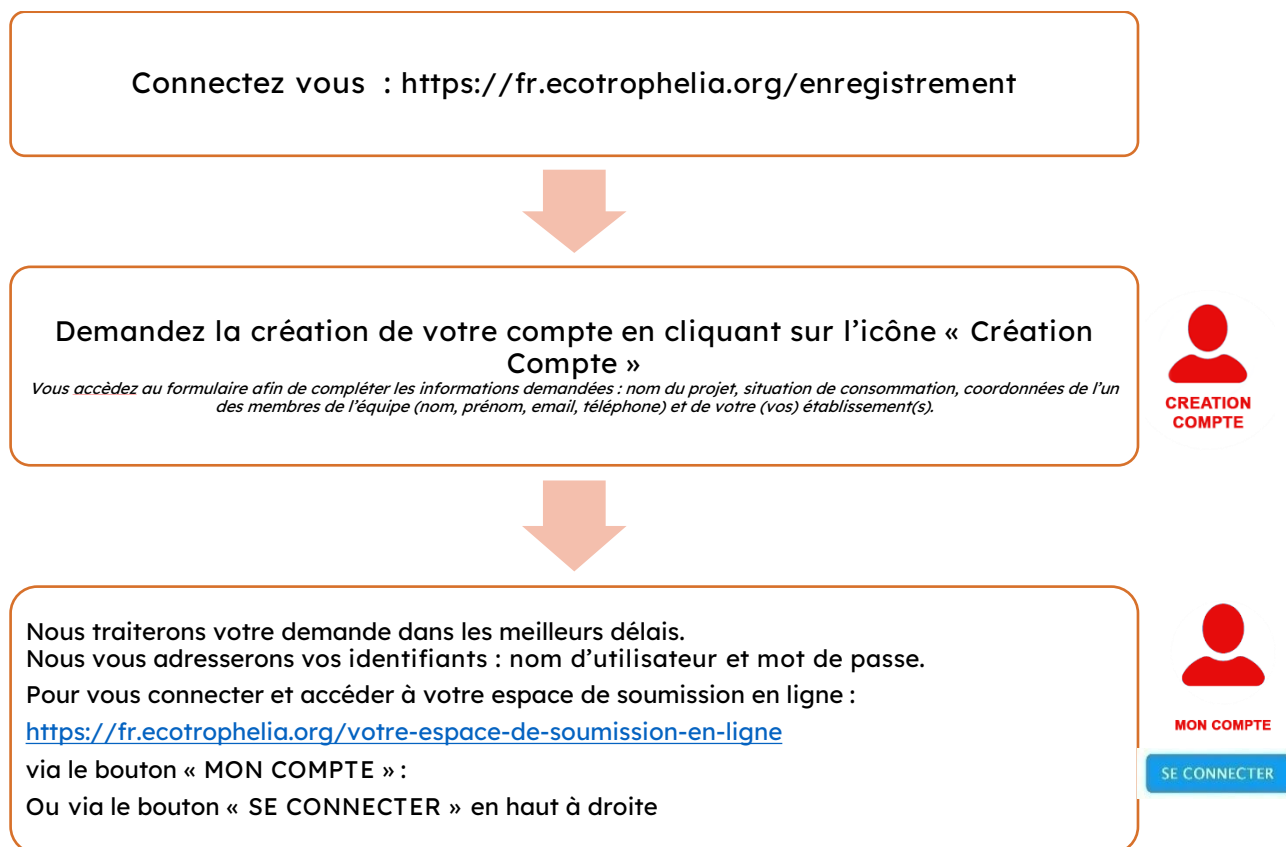 Connectez vous : https://fr.ecotrophelia.org/enregistrement
Demandez la création de votre compte en cliquant sur l’icône « Création
Compte »
Vous accèdez au formulaire afin de compléter les informations demandées : nom du projet, situation de consommation, coordonnées de l’un
des membres de l’équipe (nom, prénom, email, téléphone) et de votre (vos) établissement(s).
CREATION
COMPTE
Nous traiterons votre demande dans les meilleurs délais.
Nous vous adresserons vos identifiants : nom d’utilisateur et mot de passe.
Pour vous connecter et accéder à votre espace de soumission en ligne :
https://fr.ecotrophelia.org/votre-espace-de-soumission-en-ligne
via le bouton « MON COMPTE » :
Ou via le bouton « SE CONNECTER » en haut à droite
MON COMPTE
SE CONNECTER